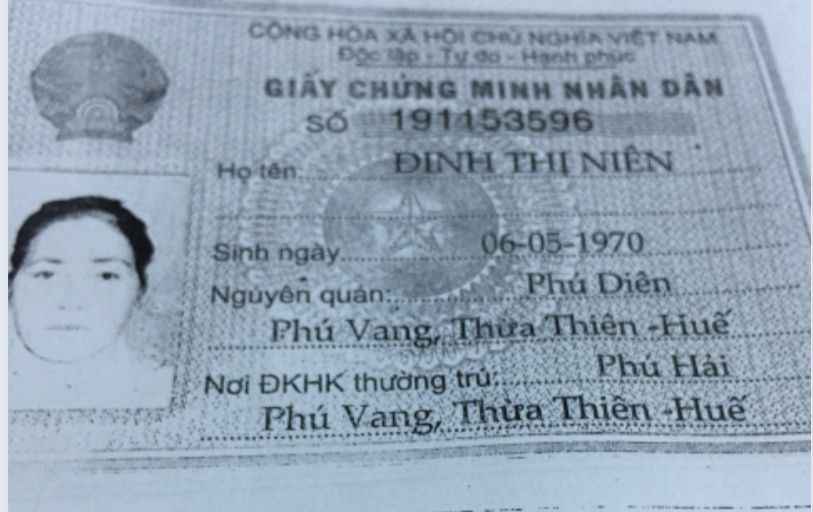 CỘNG HÒA XÃ HỘI CHỦ NGHĨA VIỆT NAM
Độc lập - Tự do - Hạnh phúc
GIẤY CHỨNG MINH NHÂN DÂN
SỐ 191153596
Họ tên: ĐINH THỊ NIÊN
Sinh ngày 06-05-1970
Nguyên quán: Phú Diên
Phú Vang, Thừa Thiên -Huế
Nơi ĐKHK thường trú: Phú Hải
Phú Vang, Thừa Thiên -Huế